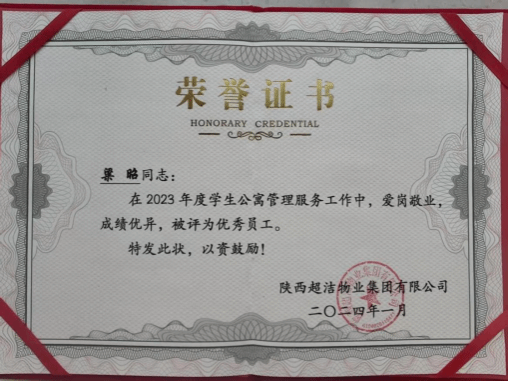 荣誉证书
HONORARY CREDENTIAL
梁 昭同志：
在2023年度学生公寓管理服务工作中，爱岗敬业，
成绩优异，被评为优秀员工。
特发此状，以资鼓励！
陕西超洁物业集团有限公司
二〇二四年一月